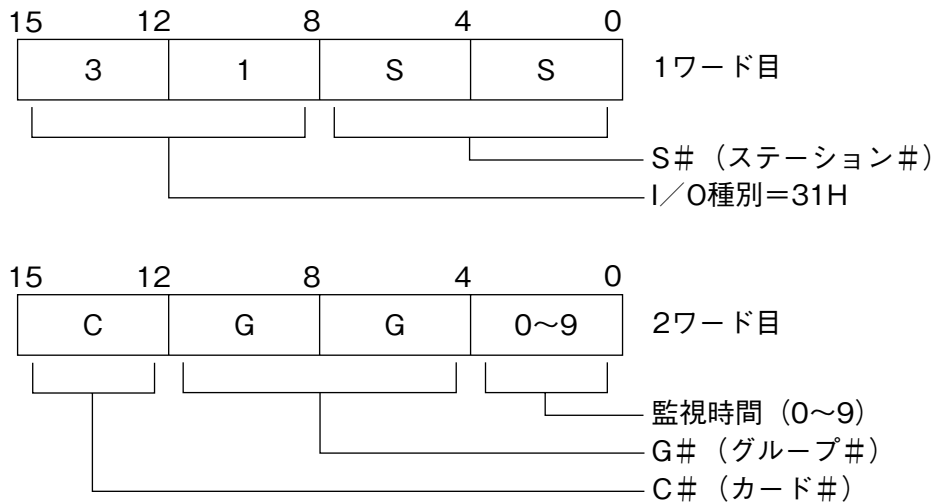 15 12 8 4 0
3 1 S S 1ワード目
S#（ステーション#）
I／O種別＝31H
15 12 8 4 0
C G G 0〜9 2ワード目
監視時間（0〜9）
G#（グループ#）
C#（カード#）